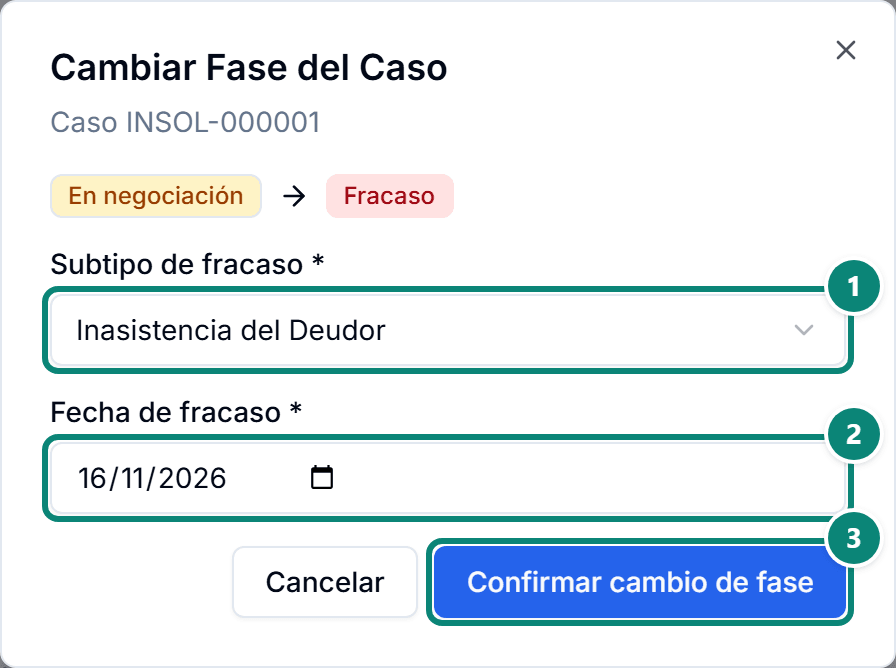 Cambiar Fase del Caso
Caso INSOL-000001
En negociación → Fracaso
Subtipo de fracaso *
1
Inasistencia del Deudor
Fecha de fracaso *
2
16/11/2026
3
Cancelar Confirmar cambio de fase